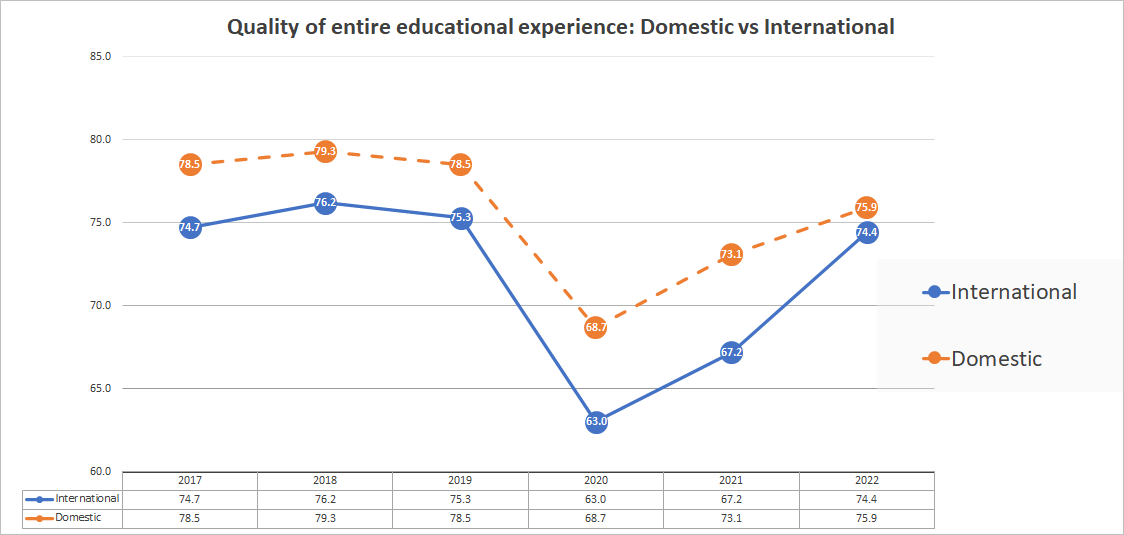 Quality of entire educational experience: Domestic vs International
85.0
80.0
78.5 79.3 78.5
76.2
74.7 75.3
75.0
75.9
74.4
73.1
70.0
68.7
67.2
65.0
63.0
60.0
International
Domestic
2017 2018 2019 2020 2021 2022
International 74.7 76.2 75.3 63.0 67.2 74.4
Domestic 78.5 79.3 78.5 68.7 73.1 75.9